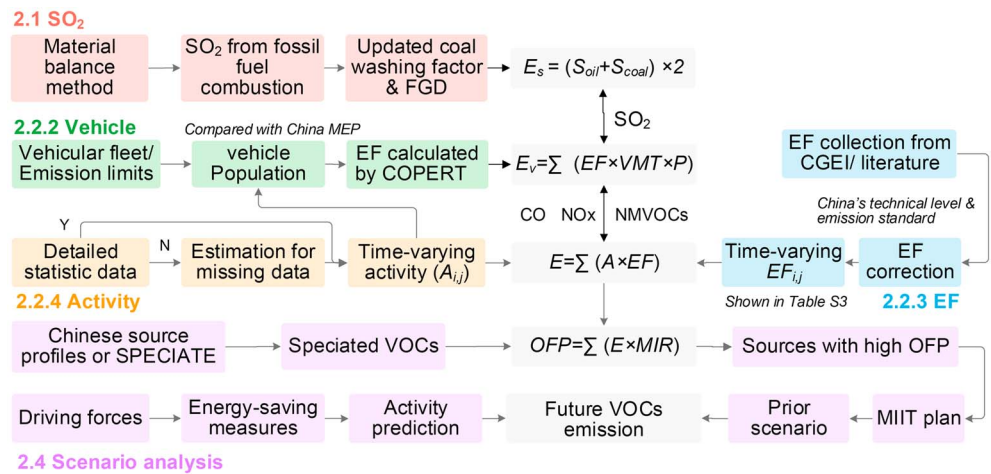 2.1 SO₂
Material
balance
method
SO₂ from fossil
fuel
combustion
Updated coal
washing factor
& FGD
Eₛ = (Sₒᵢₗ+S_coal) ×2
SO₂
2.2.2 Vehicle
Compared with China MEP
Vehicular fleet/
Emission limits
vehicle
Population
EF calculated
by COPERT
Eᵥ=∑ (EF×VMT×P)
EF collection from
CGEI/ literature
China's technical level &
emission standard
CO NOx NMVOCs
Y
N
Detailed
statistic data
Estimation for
missing data
Time-varying
activity (Aᵢ,ⱼ)
E=∑ (A×EF)
Time-varying
EFᵢ,ⱼ
EF
correction
2.2.4 Activity
Shown in Table S3
2.2.3 EF
Chinese source
profiles or SPECIATE
Speciated VOCs
OFP=∑ (E×MIR)
Sources with high OFP
Driving forces
Energy-saving
measures
Activity
prediction
Future VOCs
emission
Prior
scenario
MIIT plan
2.4 Scenario analysis